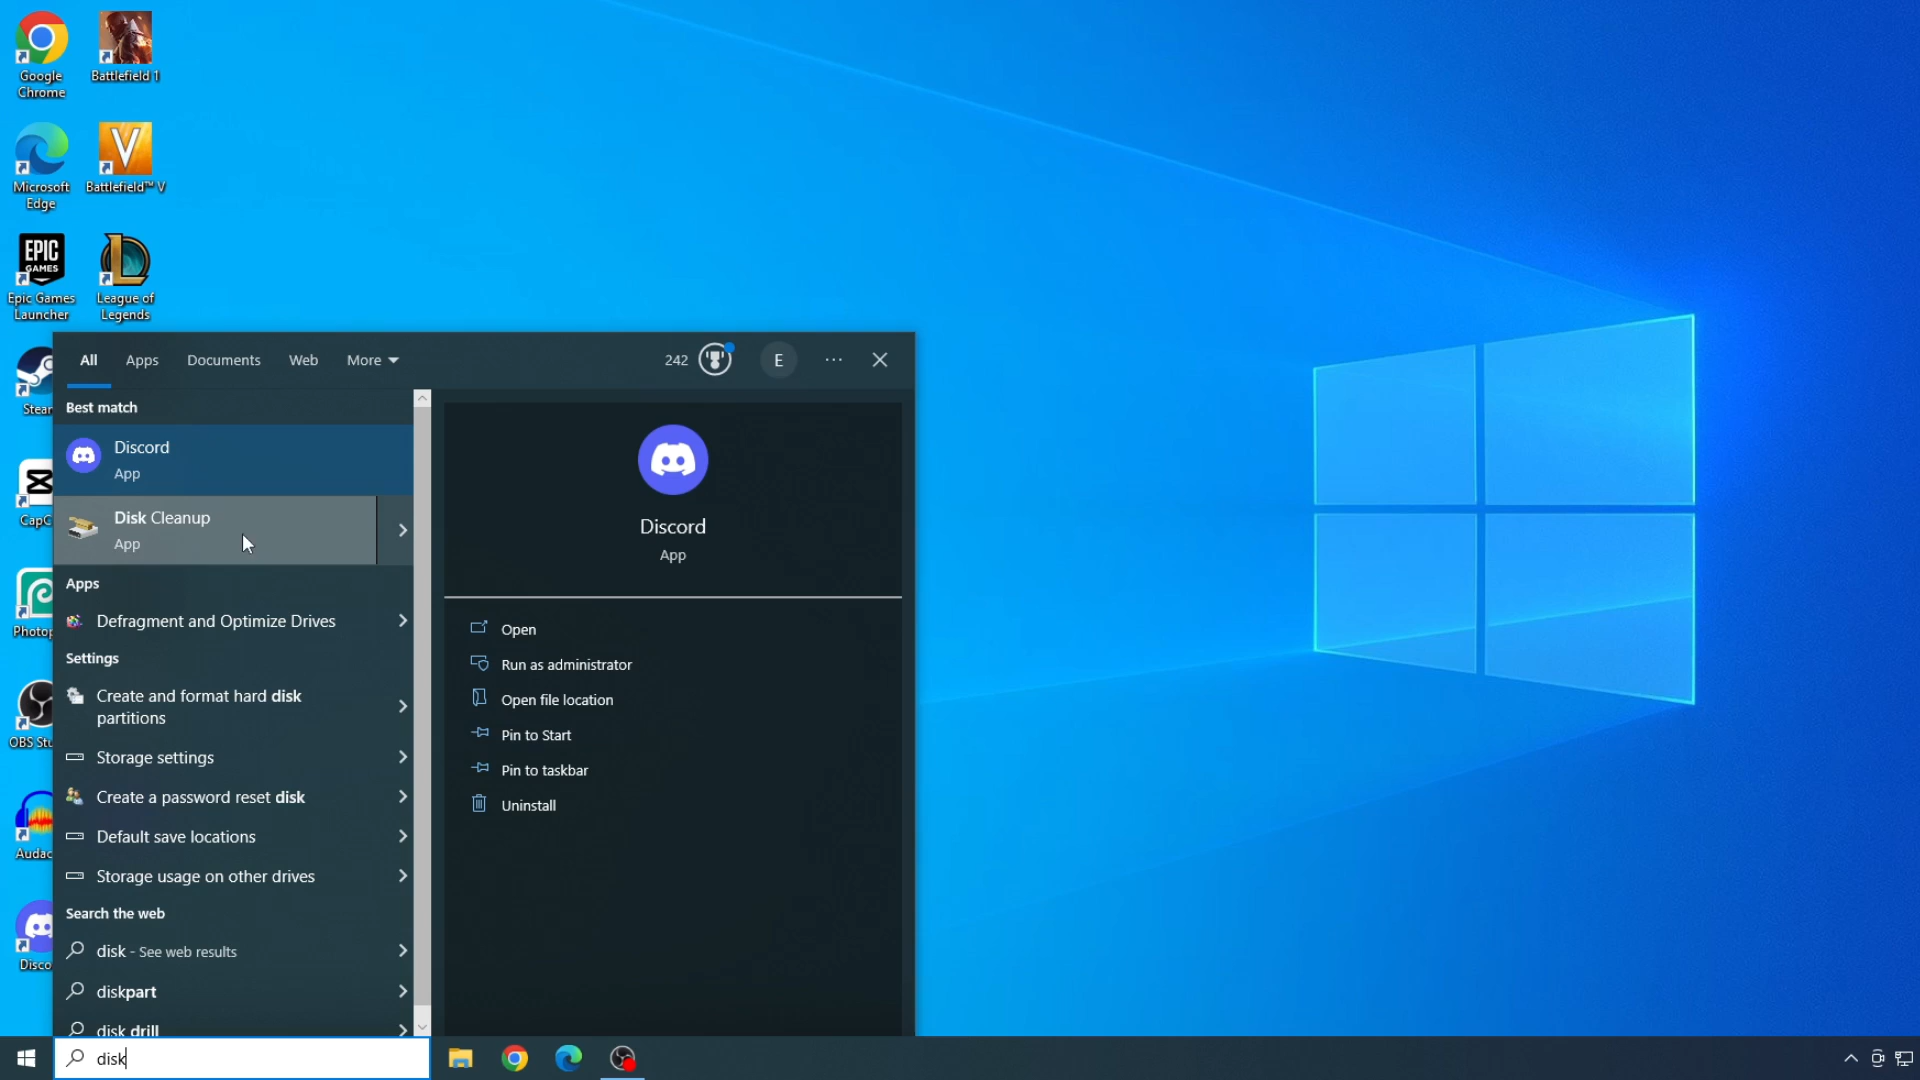 Google
Chrome
Battlefield 1
Microsoft
Edge
Battlefield™ V
EPIC
GAMES
Epic Games
Launcher
League of
Legends
Stear
CapC
Photop
OBS Stu
Audac
Disco
All
Apps
Documents
Web
More
242
E
Best match
Discord
App
Disk Cleanup
App
Apps
Defragment and Optimize Drives
Settings
Create and format hard disk
partitions
Storage settings
Create a password reset disk
Default save locations
Storage usage on other drives
Search the web
disk - See web results
diskpart
disk drill
Discord
App
Open
Run as administrator
Open file location
Pin to Start
Pin to taskbar
Uninstall
disk